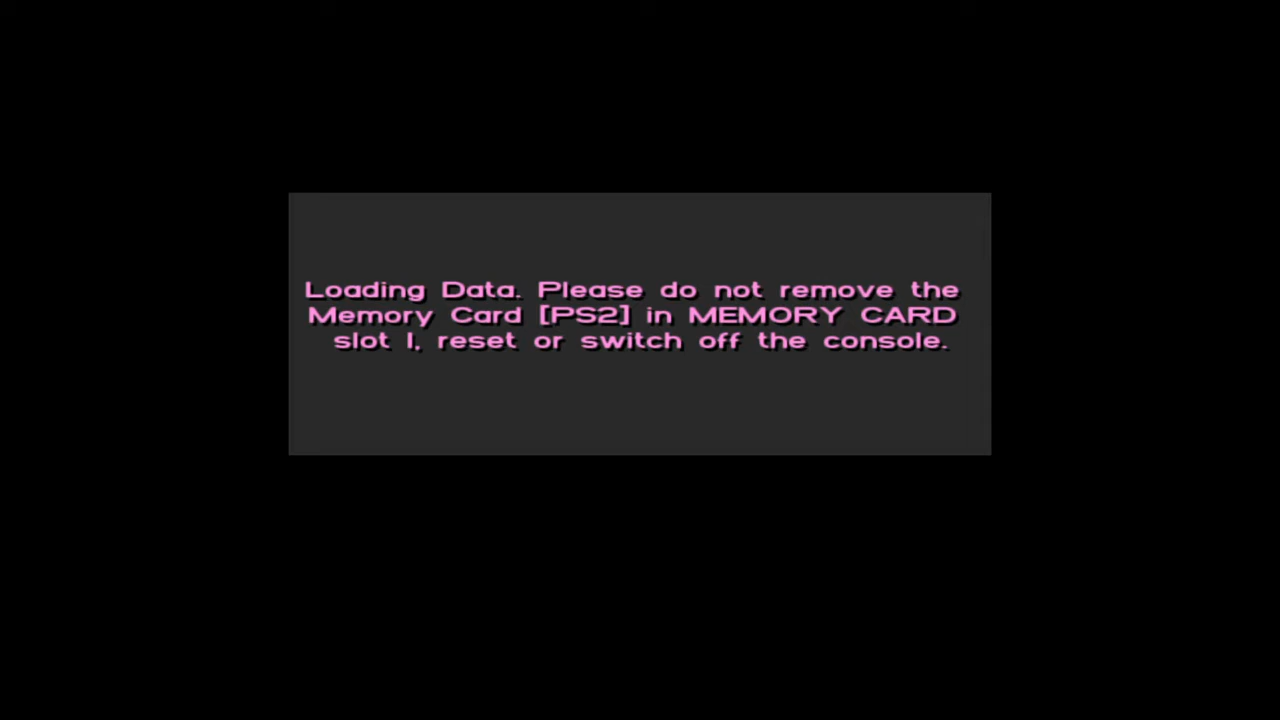 Loading Data. Please do not remove the
Memory Card [PS2] in MEMORY CARD
slot 1, reset or switch off the console.